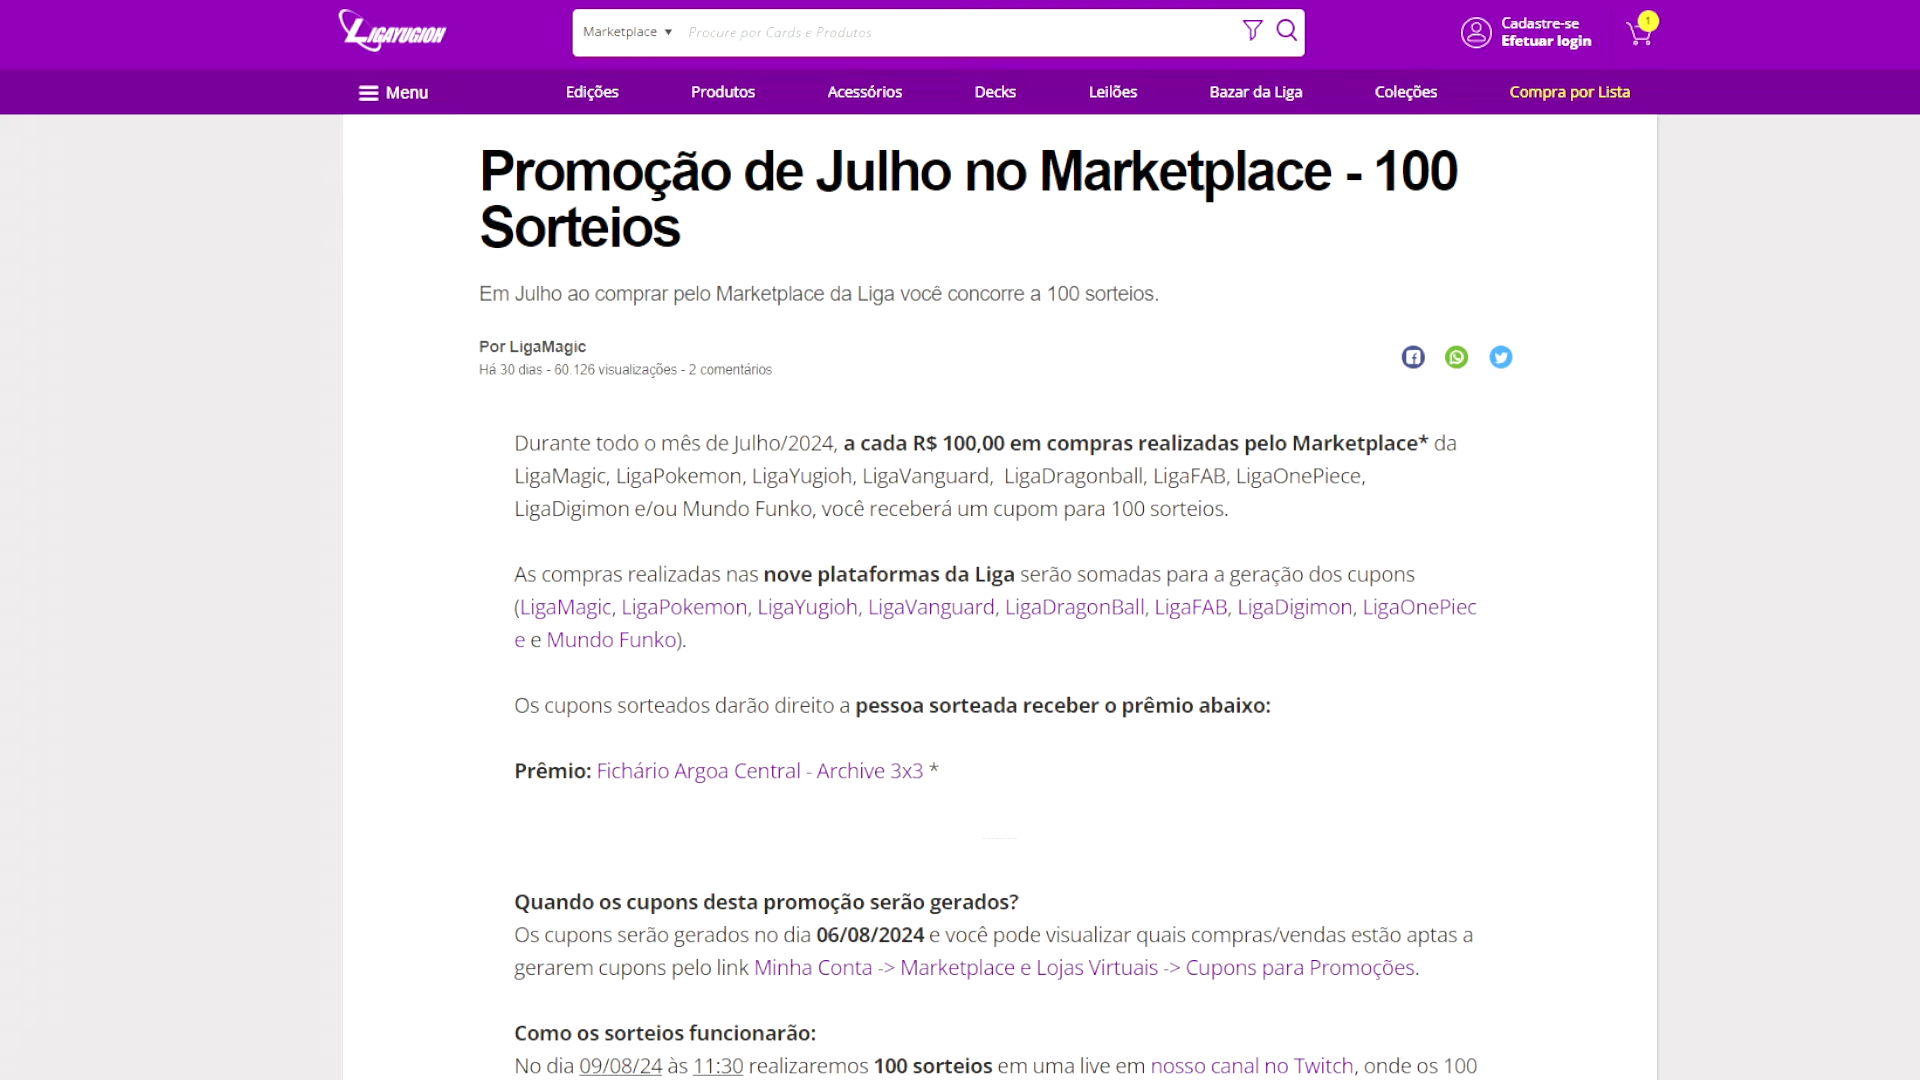 LIGAYUGIOH
Marketplace ▼ Procure por Cards e Produtos
Cadastre-se
Efetuar login
1
Menu Edições Produtos Acessórios Decks Leilões Bazar da Liga Coleções Compra por Lista
Promoção de Julho no Marketplace - 100
Sorteios
Em Julho ao comprar pelo Marketplace da Liga você concorre a 100 sorteios.
Por LigaMagic
Há 30 dias - 60.126 visualizações - 2 comentários
Durante todo o mês de Julho/2024, a cada R$ 100,00 em compras realizadas pelo Marketplace* da
LigaMagic, LigaPokemon, LigaYugioh, LigaVanguard, LigaDragonball, LigaFAB, LigaOnePiece,
LigaDigimon e/ou Mundo Funko, você receberá um cupom para 100 sorteios.
As compras realizadas nas nove plataformas da Liga serão somadas para a geração dos cupons
(LigaMagic, LigaPokemon, LigaYugioh, LigaVanguard, LigaDragonBall, LigaFAB, LigaDigimon, LigaOnePiec
e e Mundo Funko).
Os cupons sorteados darão direito a pessoa sorteada receber o prêmio abaixo:
Prêmio: Fichário Argoa Central - Archive 3x3 *
Quando os cupons desta promoção serão gerados?
Os cupons serão gerados no dia 06/08/2024 e você pode visualizar quais compras/vendas estão aptas a
gerarem cupons pelo link Minha Conta -> Marketplace e Lojas Virtuais -> Cupons para Promoções.
Como os sorteios funcionarão:
No dia 09/08/24 às 11:30 realizaremos 100 sorteios em uma live em nosso canal no Twitch, onde os 100